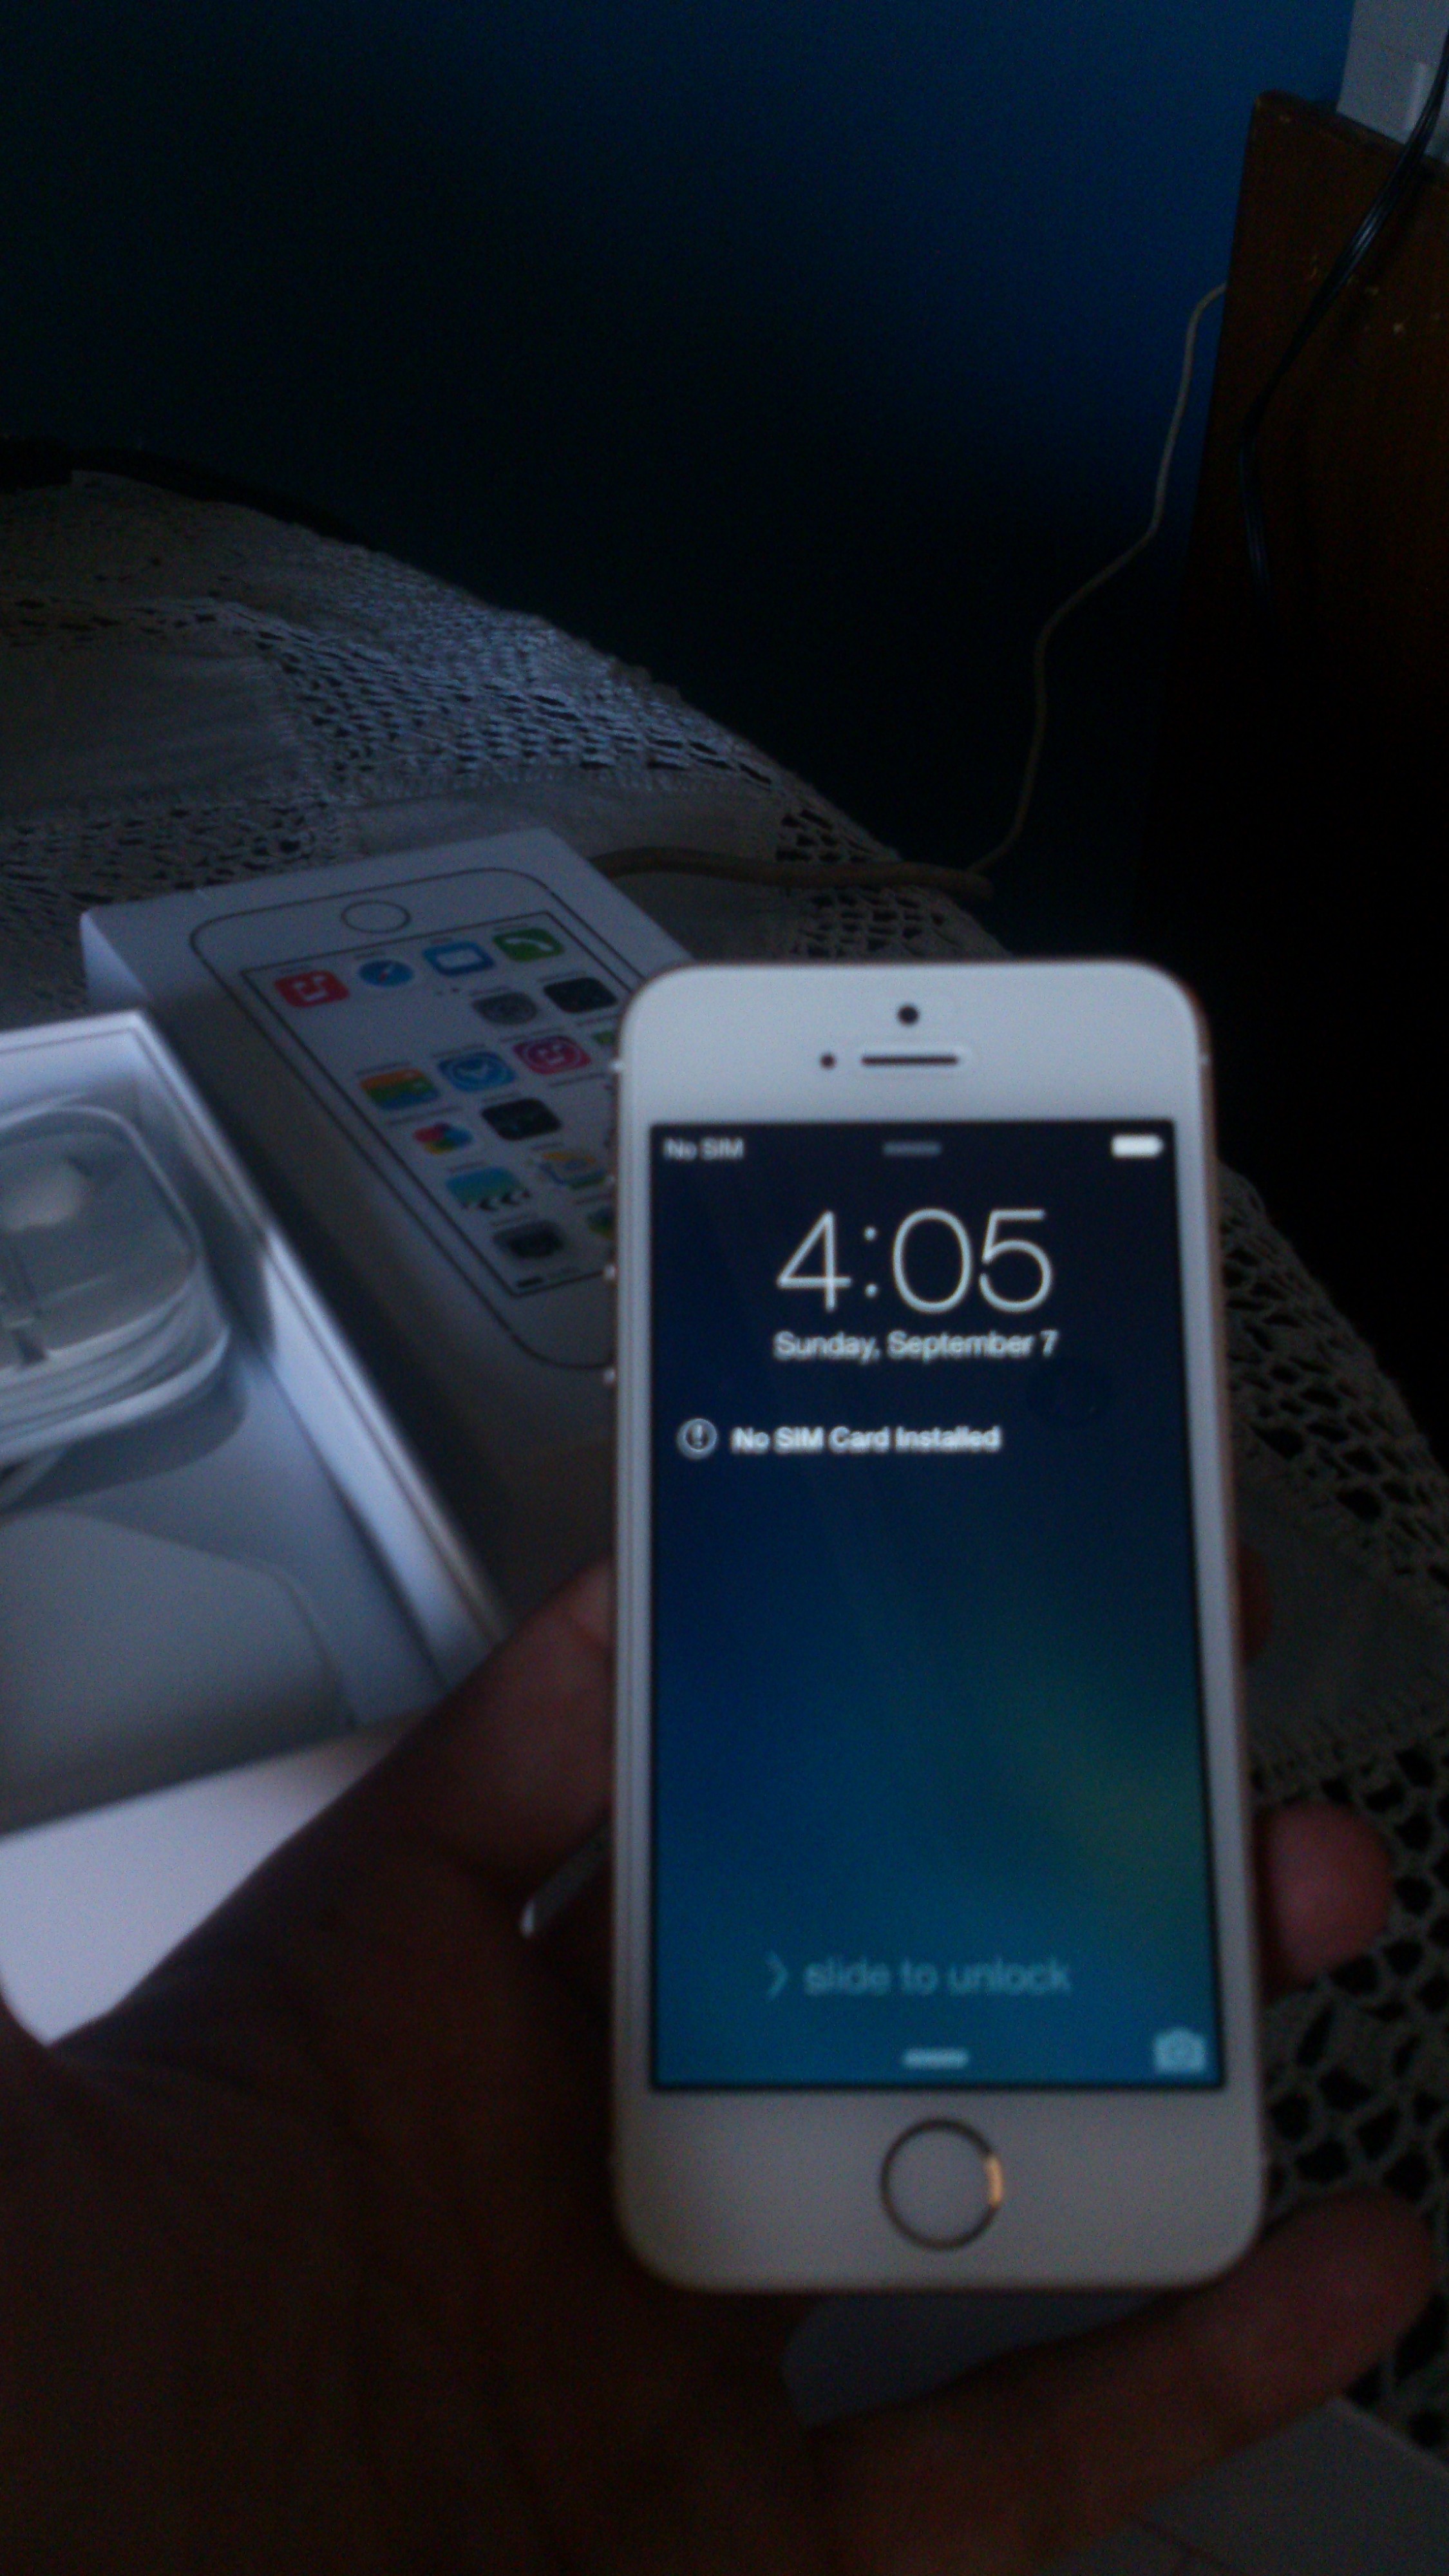 No SIM
4:05
Sunday, September 7
No SIM Card Installed
> slide to unlock